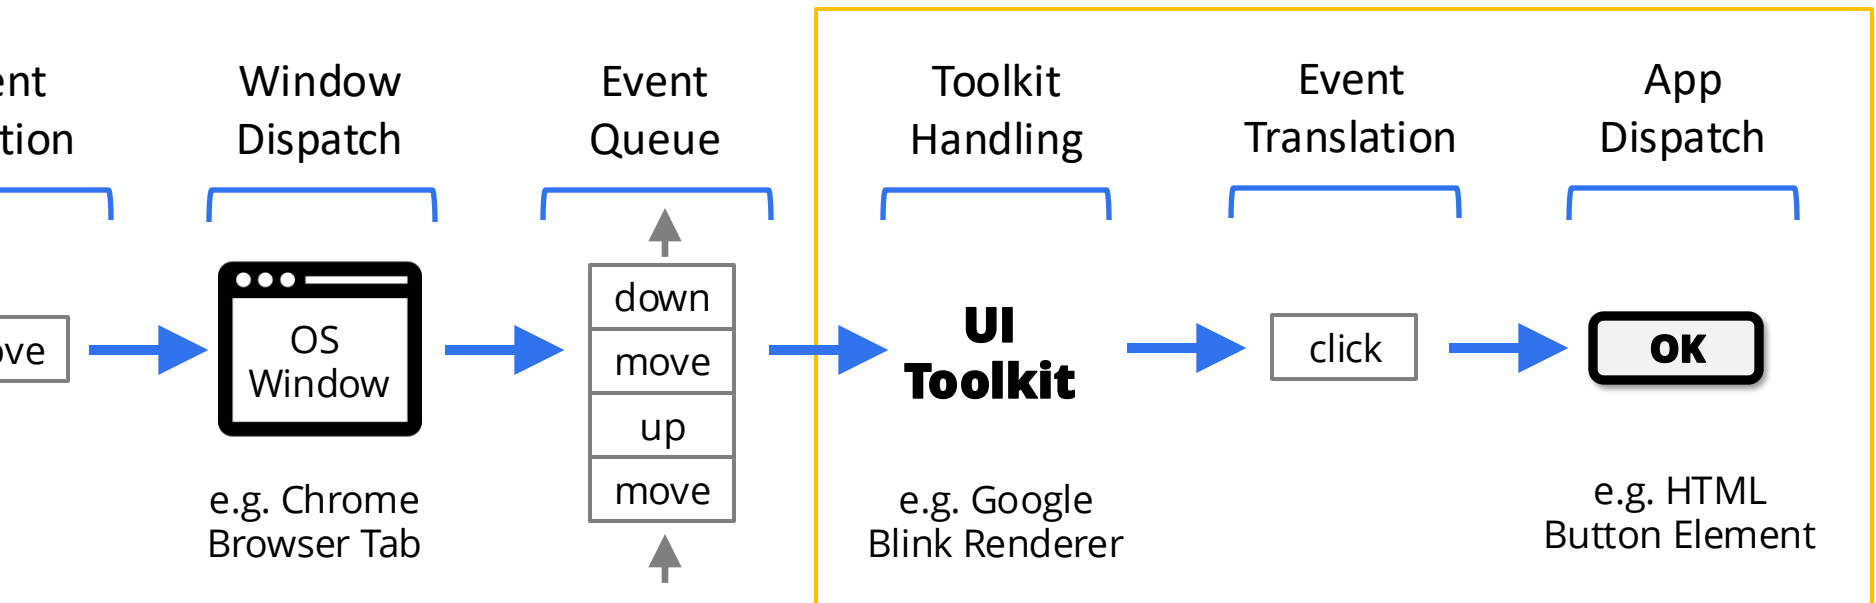 ent
tion
Window
Dispatch
Event
Queue
Toolkit
Handling
Event
Translation
App
Dispatch
ove
OS
Window
down
move
up
move
UI
Toolkit
click
OK
e.g. Chrome
Browser Tab
e.g. Google
Blink Renderer
e.g. HTML
Button Element